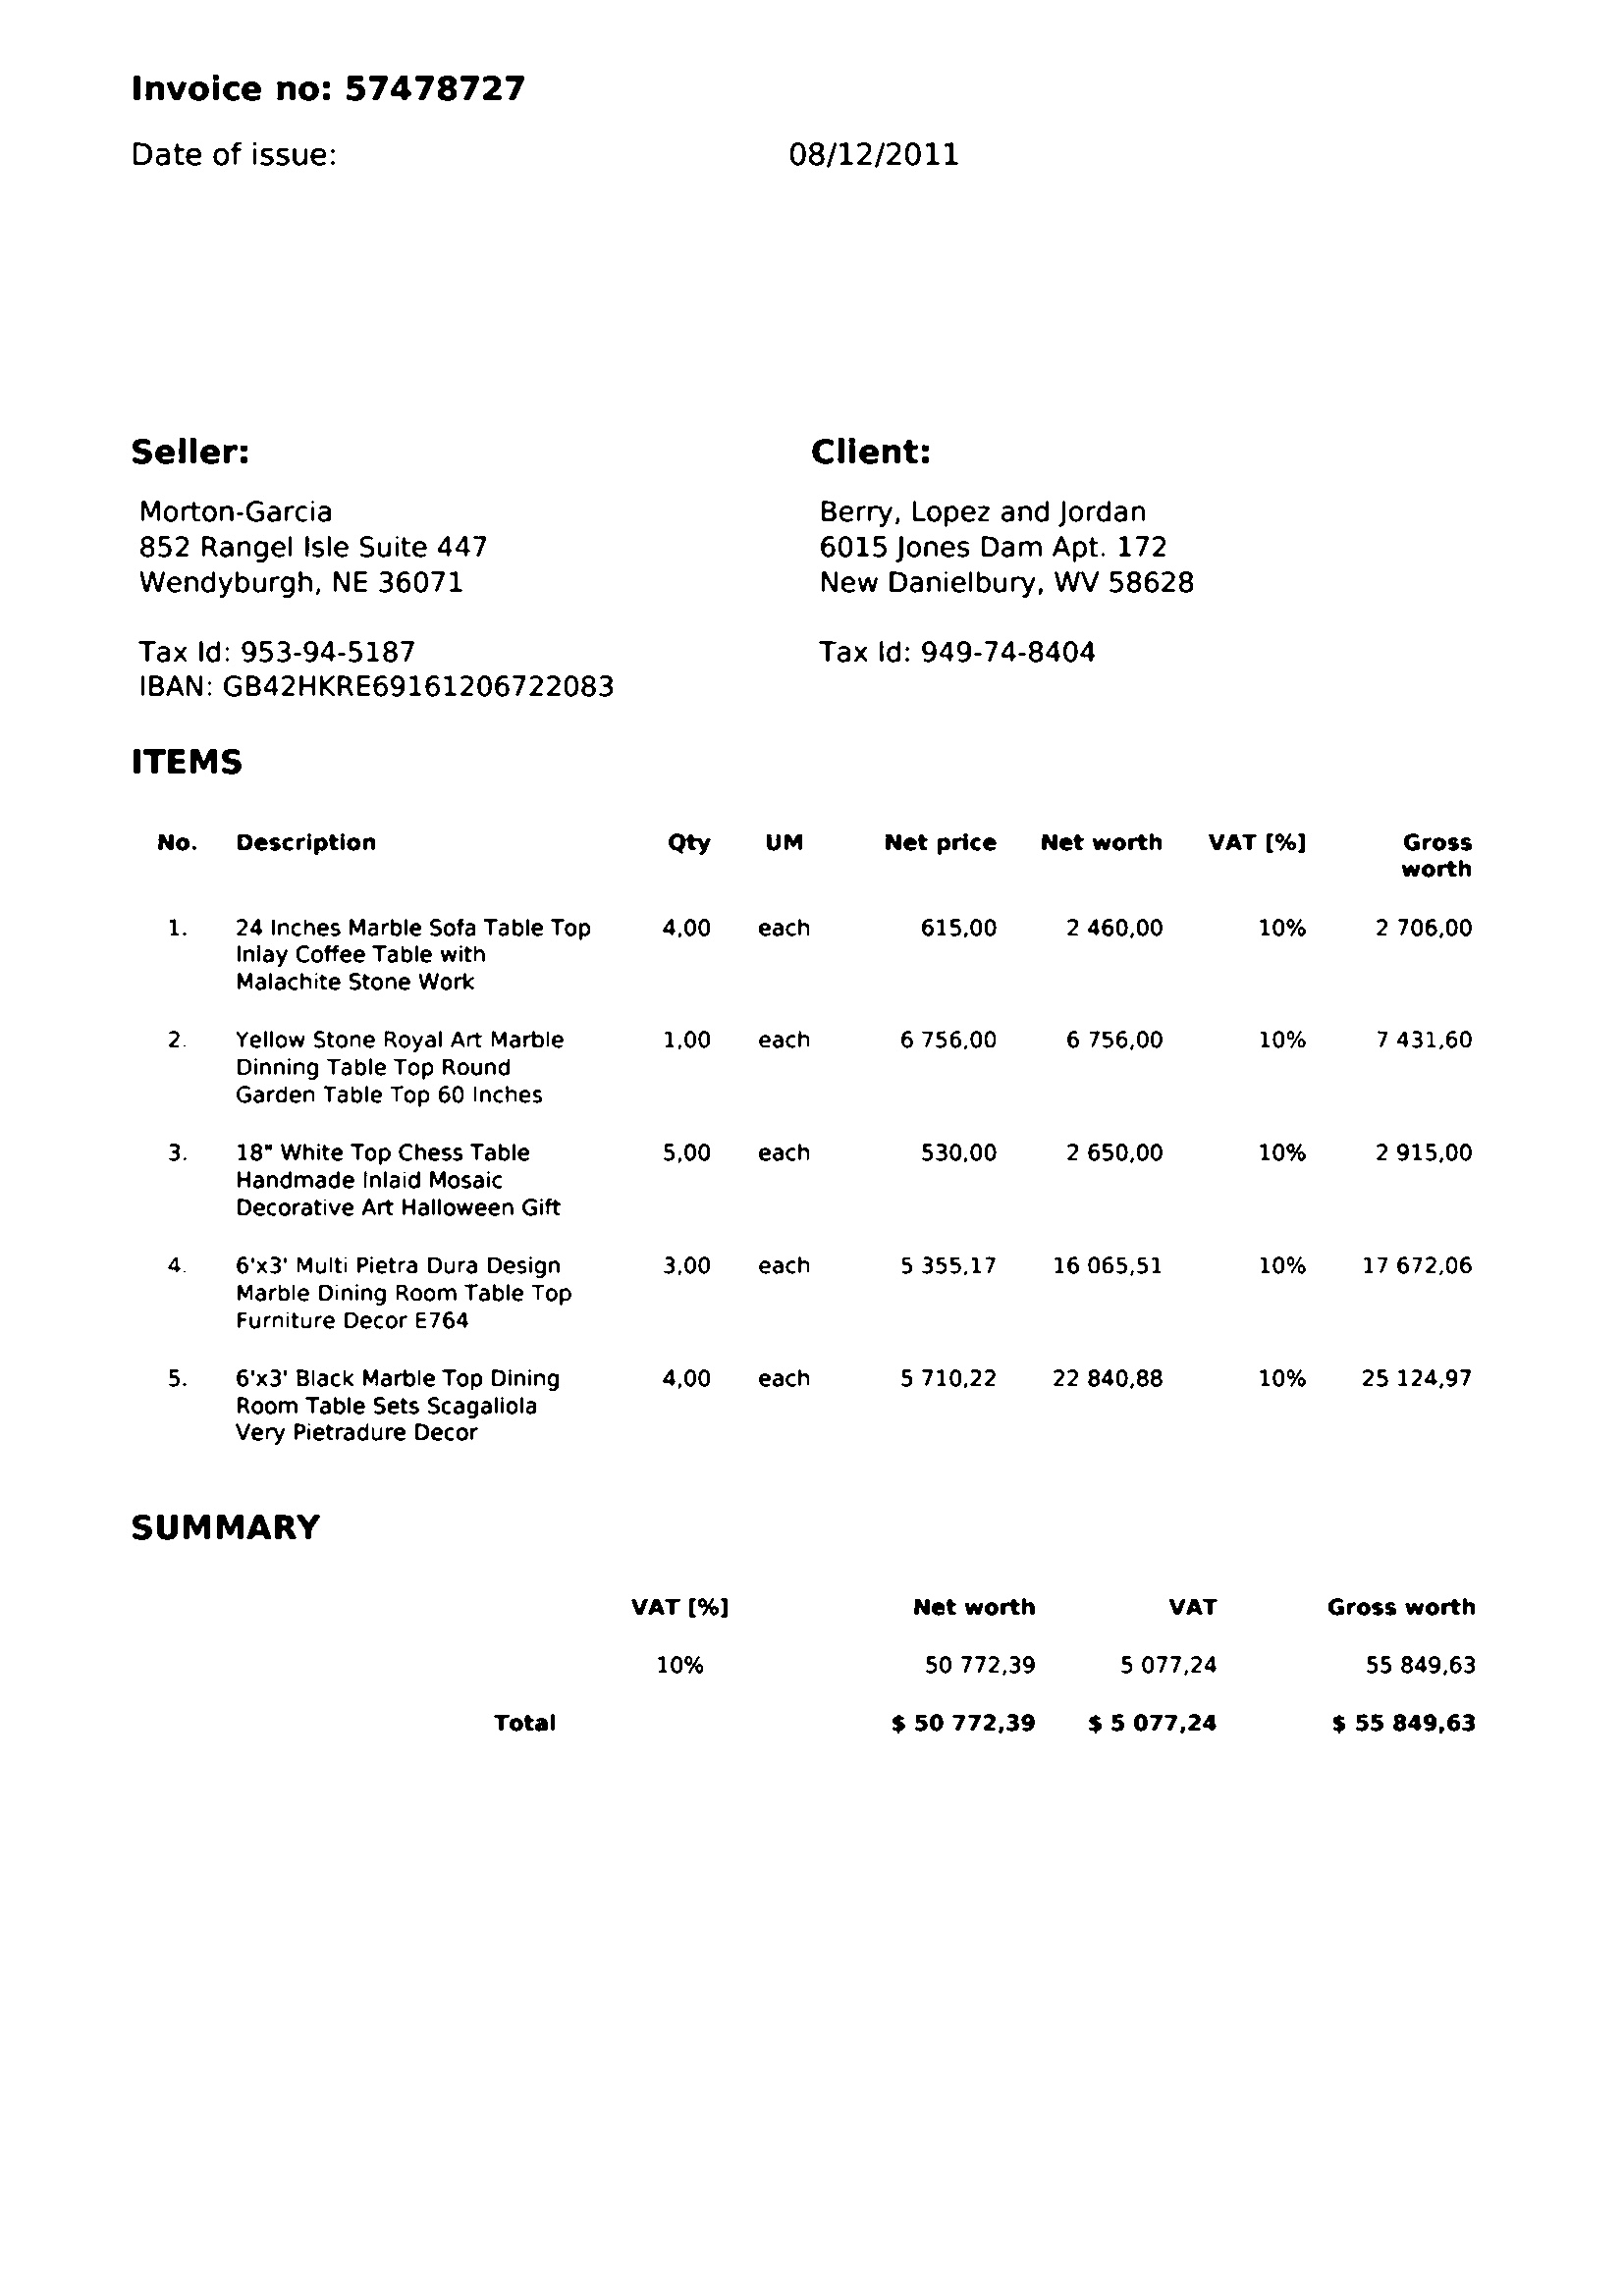 Invoice no: 57478727
Date of issue: 08/12/2011
Seller:
Morton-Garcia
852 Rangel Isle Suite 447
Wendyburgh, NE 36071
Tax Id: 953-94-5187
IBAN: GB42HKRE69161206722083
Client:
Berry, Lopez and Jordan
6015 Jones Dam Apt. 172
New Danielbury, WV 58628
Tax Id: 949-74-8404
ITEMS
No. Description Qty UM Net price Net worth VAT [%] Gross
worth
1. 24 Inches Marble Sofa Table Top 4,00 each 615,00 2 460,00 10% 2 706,00
Inlay Coffee Table with
Malachite Stone Work
2. Yellow Stone Royal Art Marble 1,00 each 6 756,00 6 756,00 10% 7 431,60
Dinning Table Top Round
Garden Table Top 60 Inches
3. 18" White Top Chess Table 5,00 each 530,00 2 650,00 10% 2 915,00
Handmade Inlaid Mosaic
Decorative Art Halloween Gift
4. 6'x3' Multi Pietra Dura Design 3,00 each 5 355,17 16 065,51 10% 17 672,06
Marble Dining Room Table Top
Furniture Decor E764
5. 6'x3' Black Marble Top Dining 4,00 each 5 710,22 22 840,88 10% 25 124,97
Room Table Sets Scagaliola
Very Pietradure Decor
SUMMARY
VAT [%] Net worth VAT Gross worth
10% 50 772,39 5 077,24 55 849,63
Total $ 50 772,39 $ 5 077,24 $ 55 849,63